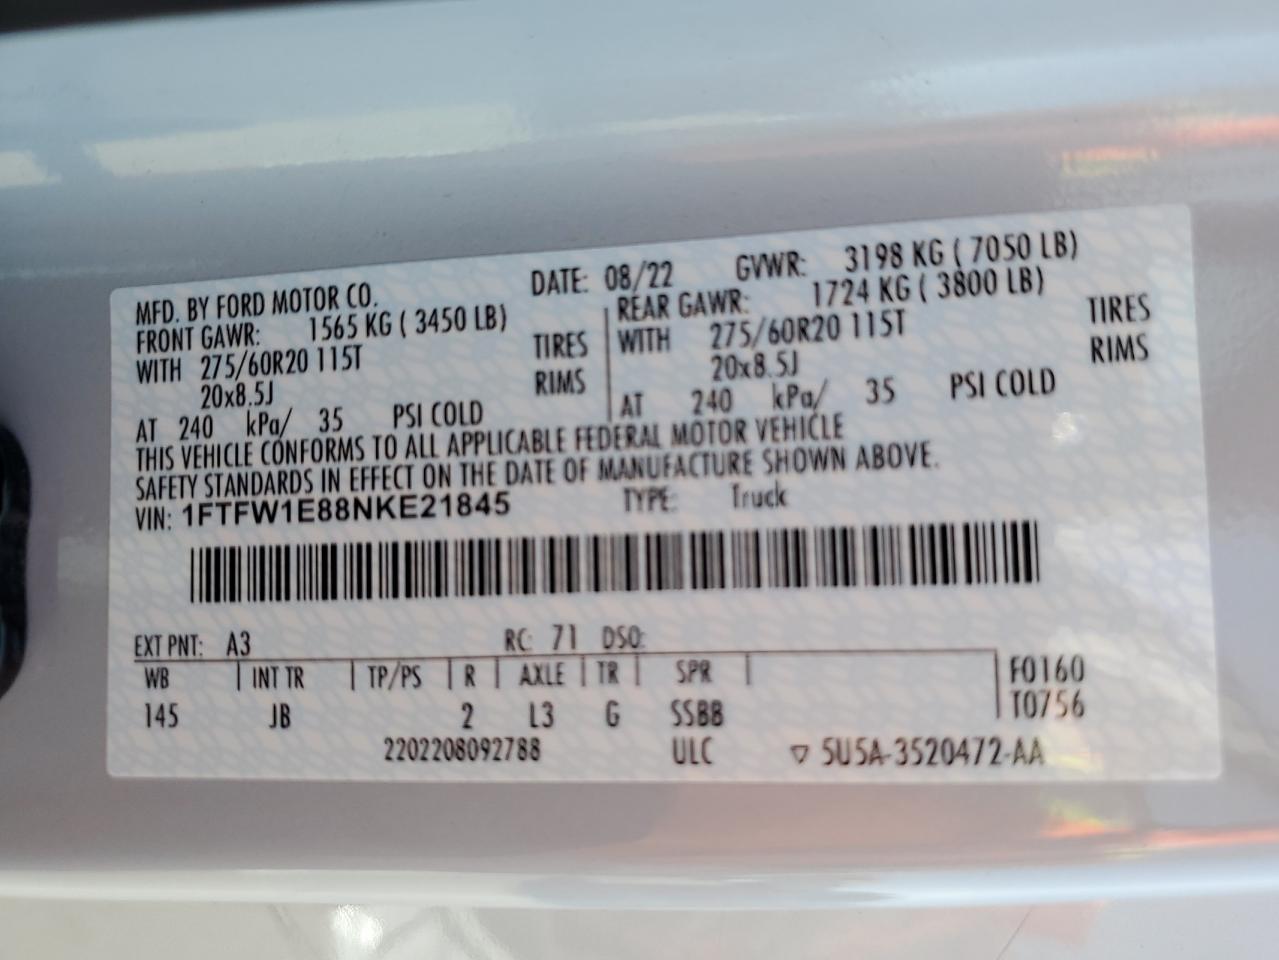 MFD. BY FORD MOTOR CO. DATE: 08/22 GVWR: 3198 KG ( 7050 LB)
FRONT GAWR: 1565 KG ( 3450 LB) REAR GAWR: 1724 KG ( 3800 LB)
WITH 275/60R20 115T TIRES WITH 275/60R20 115T TIRES
20x8.5J RIMS 20x8.5J RIMS
AT 240 kPa/ 35 PSI COLD AT 240 kPa/ 35 PSI COLD
THIS VEHICLE CONFORMS TO ALL APPLICABLE FEDERAL MOTOR VEHICLE
SAFETY STANDARDS IN EFFECT ON THE DATE OF MANUFACTURE SHOWN ABOVE.
VIN: 1FTFW1E88NKE21845 TYPE: Truck
EXT PNT: A3 RC: 71 DSO:
WB INT TR TP/PS R AXLE TR SPR F0160
145 JB 2 L3 G SSBB T0756
2202208092788 ULC ▽ 5U5A-3520472-AA